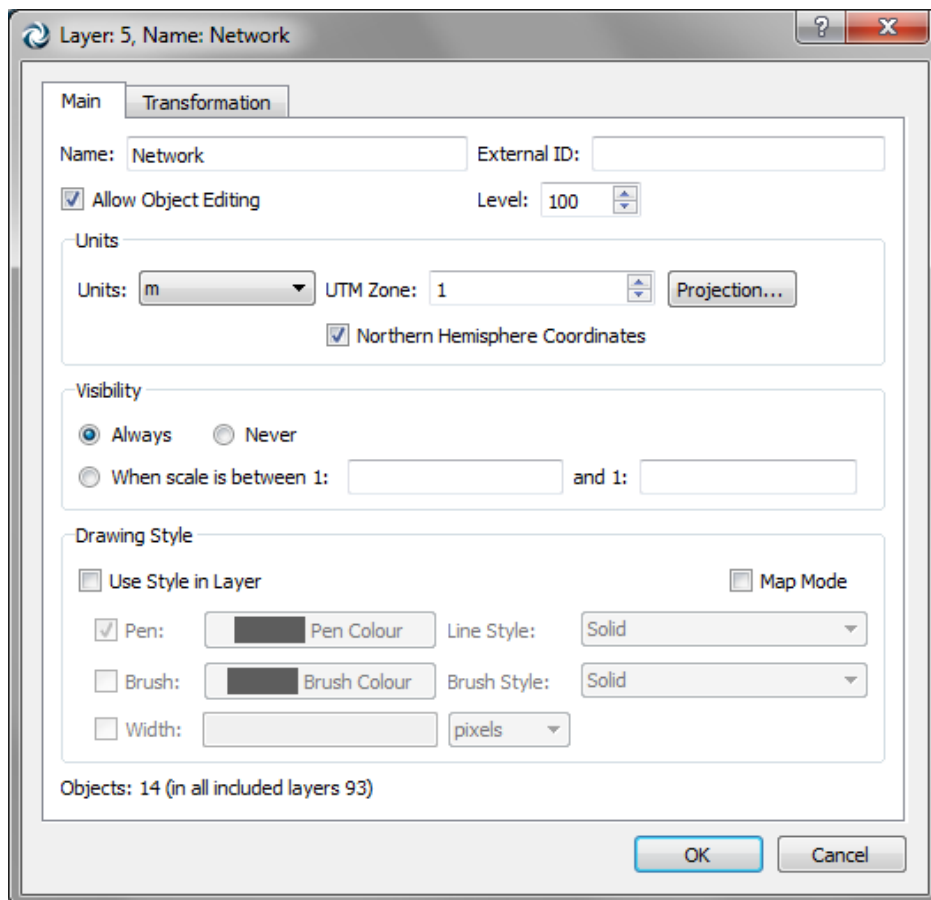 Layer: 5, Name: Network
Main Transformation
Name: Network External ID:
Allow Object Editing Level: 100
Units
Units: m UTM Zone: 1 Projection...
Northern Hemisphere Coordinates
Visibility
Always Never
When scale is between 1: and 1:
Drawing Style
Use Style in Layer Map Mode
Pen: Pen Colour Line Style: Solid
Brush: Brush Colour Brush Style: Solid
Width: pixels
Objects: 14 (in all included layers 93)
OK Cancel